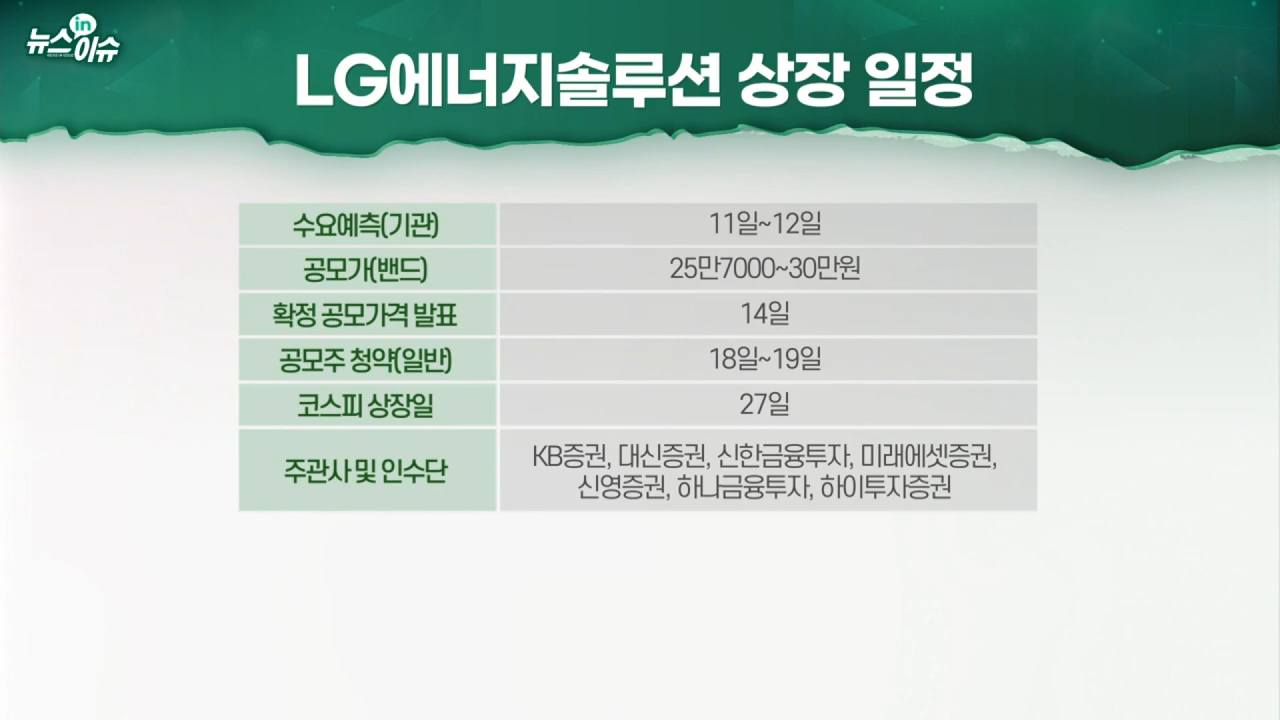 뉴스in이슈
LG에너지솔루션 상장 일정
수요예측(기관) 11일~12일
공모가(밴드) 25만7000~30만원
확정 공모가격 발표 14일
공모주 청약(일반) 18일~19일
코스피 상장일 27일
주관사 및 인수단 KB증권, 대신증권, 신한금융투자, 미래에셋증권,
신영증권, 하나금융투자, 하이투자증권